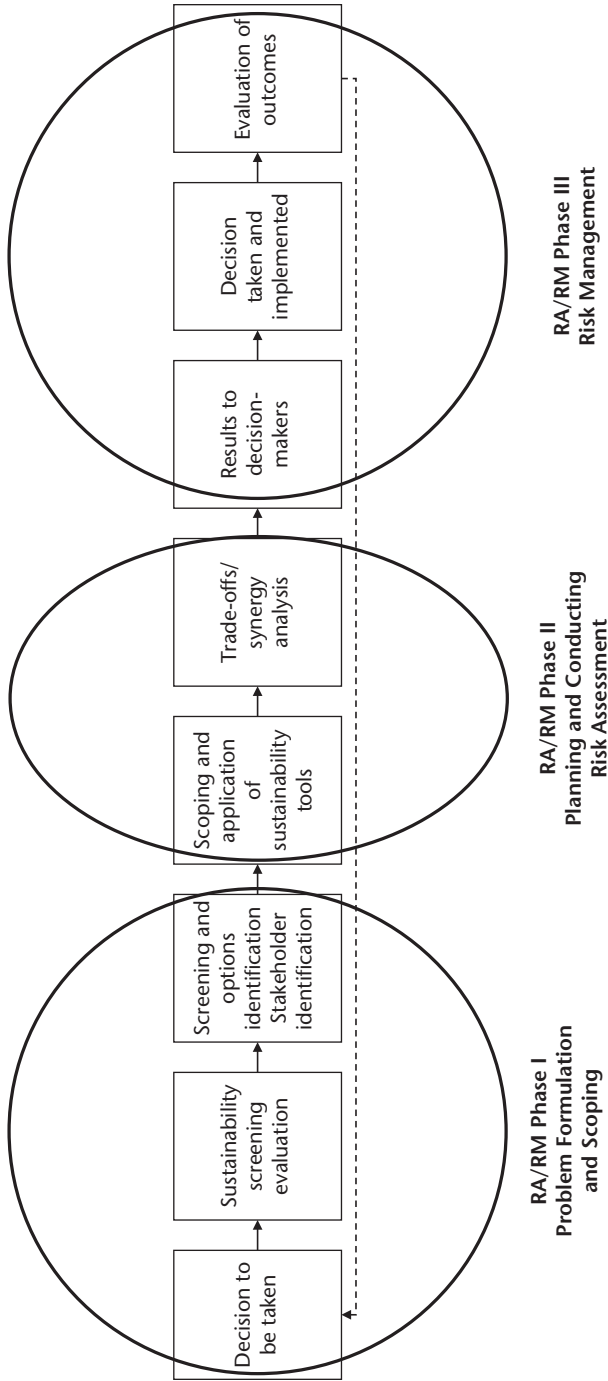 Decision to
be taken
Sustainability
screening
evaluation
Screening and
options
identification
Stakeholder
identification
Scoping and
application
of
sustainability
tools
Trade-offs/
synergy
analysis
Results to
decision-
makers
Decision
taken and
implemented
Evaluation of
outcomes
RA/RM Phase I
Problem Formulation
and Scoping
RA/RM Phase II
Planning and Conducting
Risk Assessment
RA/RM Phase III
Risk Management